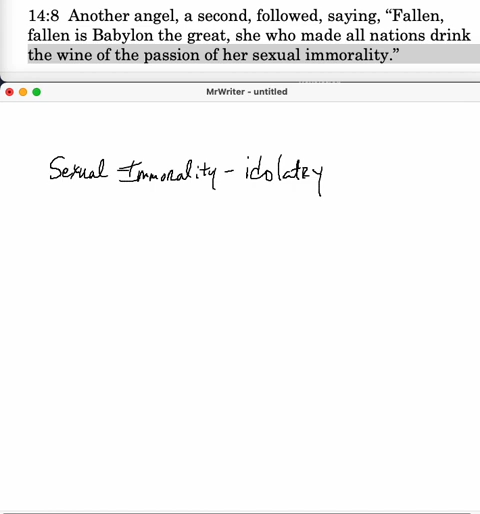 14:8 Another angel, a second, followed, saying, “Fallen,
fallen is Babylon the great, she who made all nations drink
the wine of the passion of her sexual immorality.”
MrWriter - untitled
Sexual Immorality - idolatry